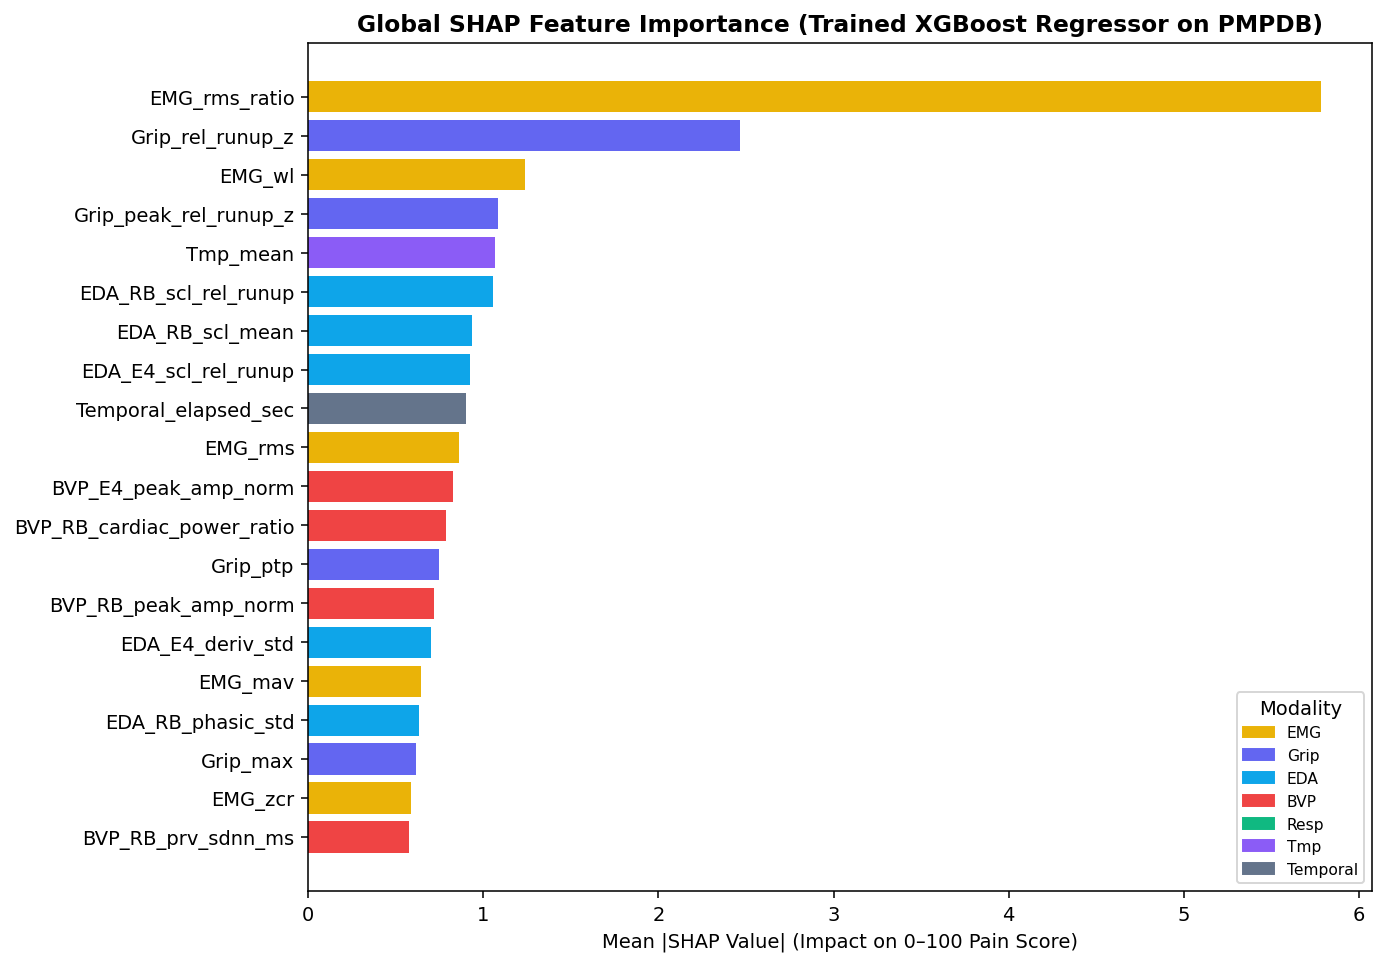 Global SHAP Feature Importance (Trained XGBoost Regressor on PMPDB)
EMG_rms_ratio
Grip_rel_runup_z
EMG_wl
Grip_peak_rel_runup_z
Tmp_mean
EDA_RB_scl_rel_runup
EDA_RB_scl_mean
EDA_E4_scl_rel_runup
Temporal_elapsed_sec
EMG_rms
BVP_E4_peak_amp_norm
BVP_RB_cardiac_power_ratio
Grip_ptp
BVP_RB_peak_amp_norm
EDA_E4_deriv_std
EMG_mav
EDA_RB_phasic_std
Grip_max
EMG_zcr
BVP_RB_prv_sdnn_ms
Modality
EMG
Grip
EDA
BVP
Resp
Tmp
Temporal
0 1 2 3 4 5 6
Mean |SHAP Value| (Impact on 0–100 Pain Score)